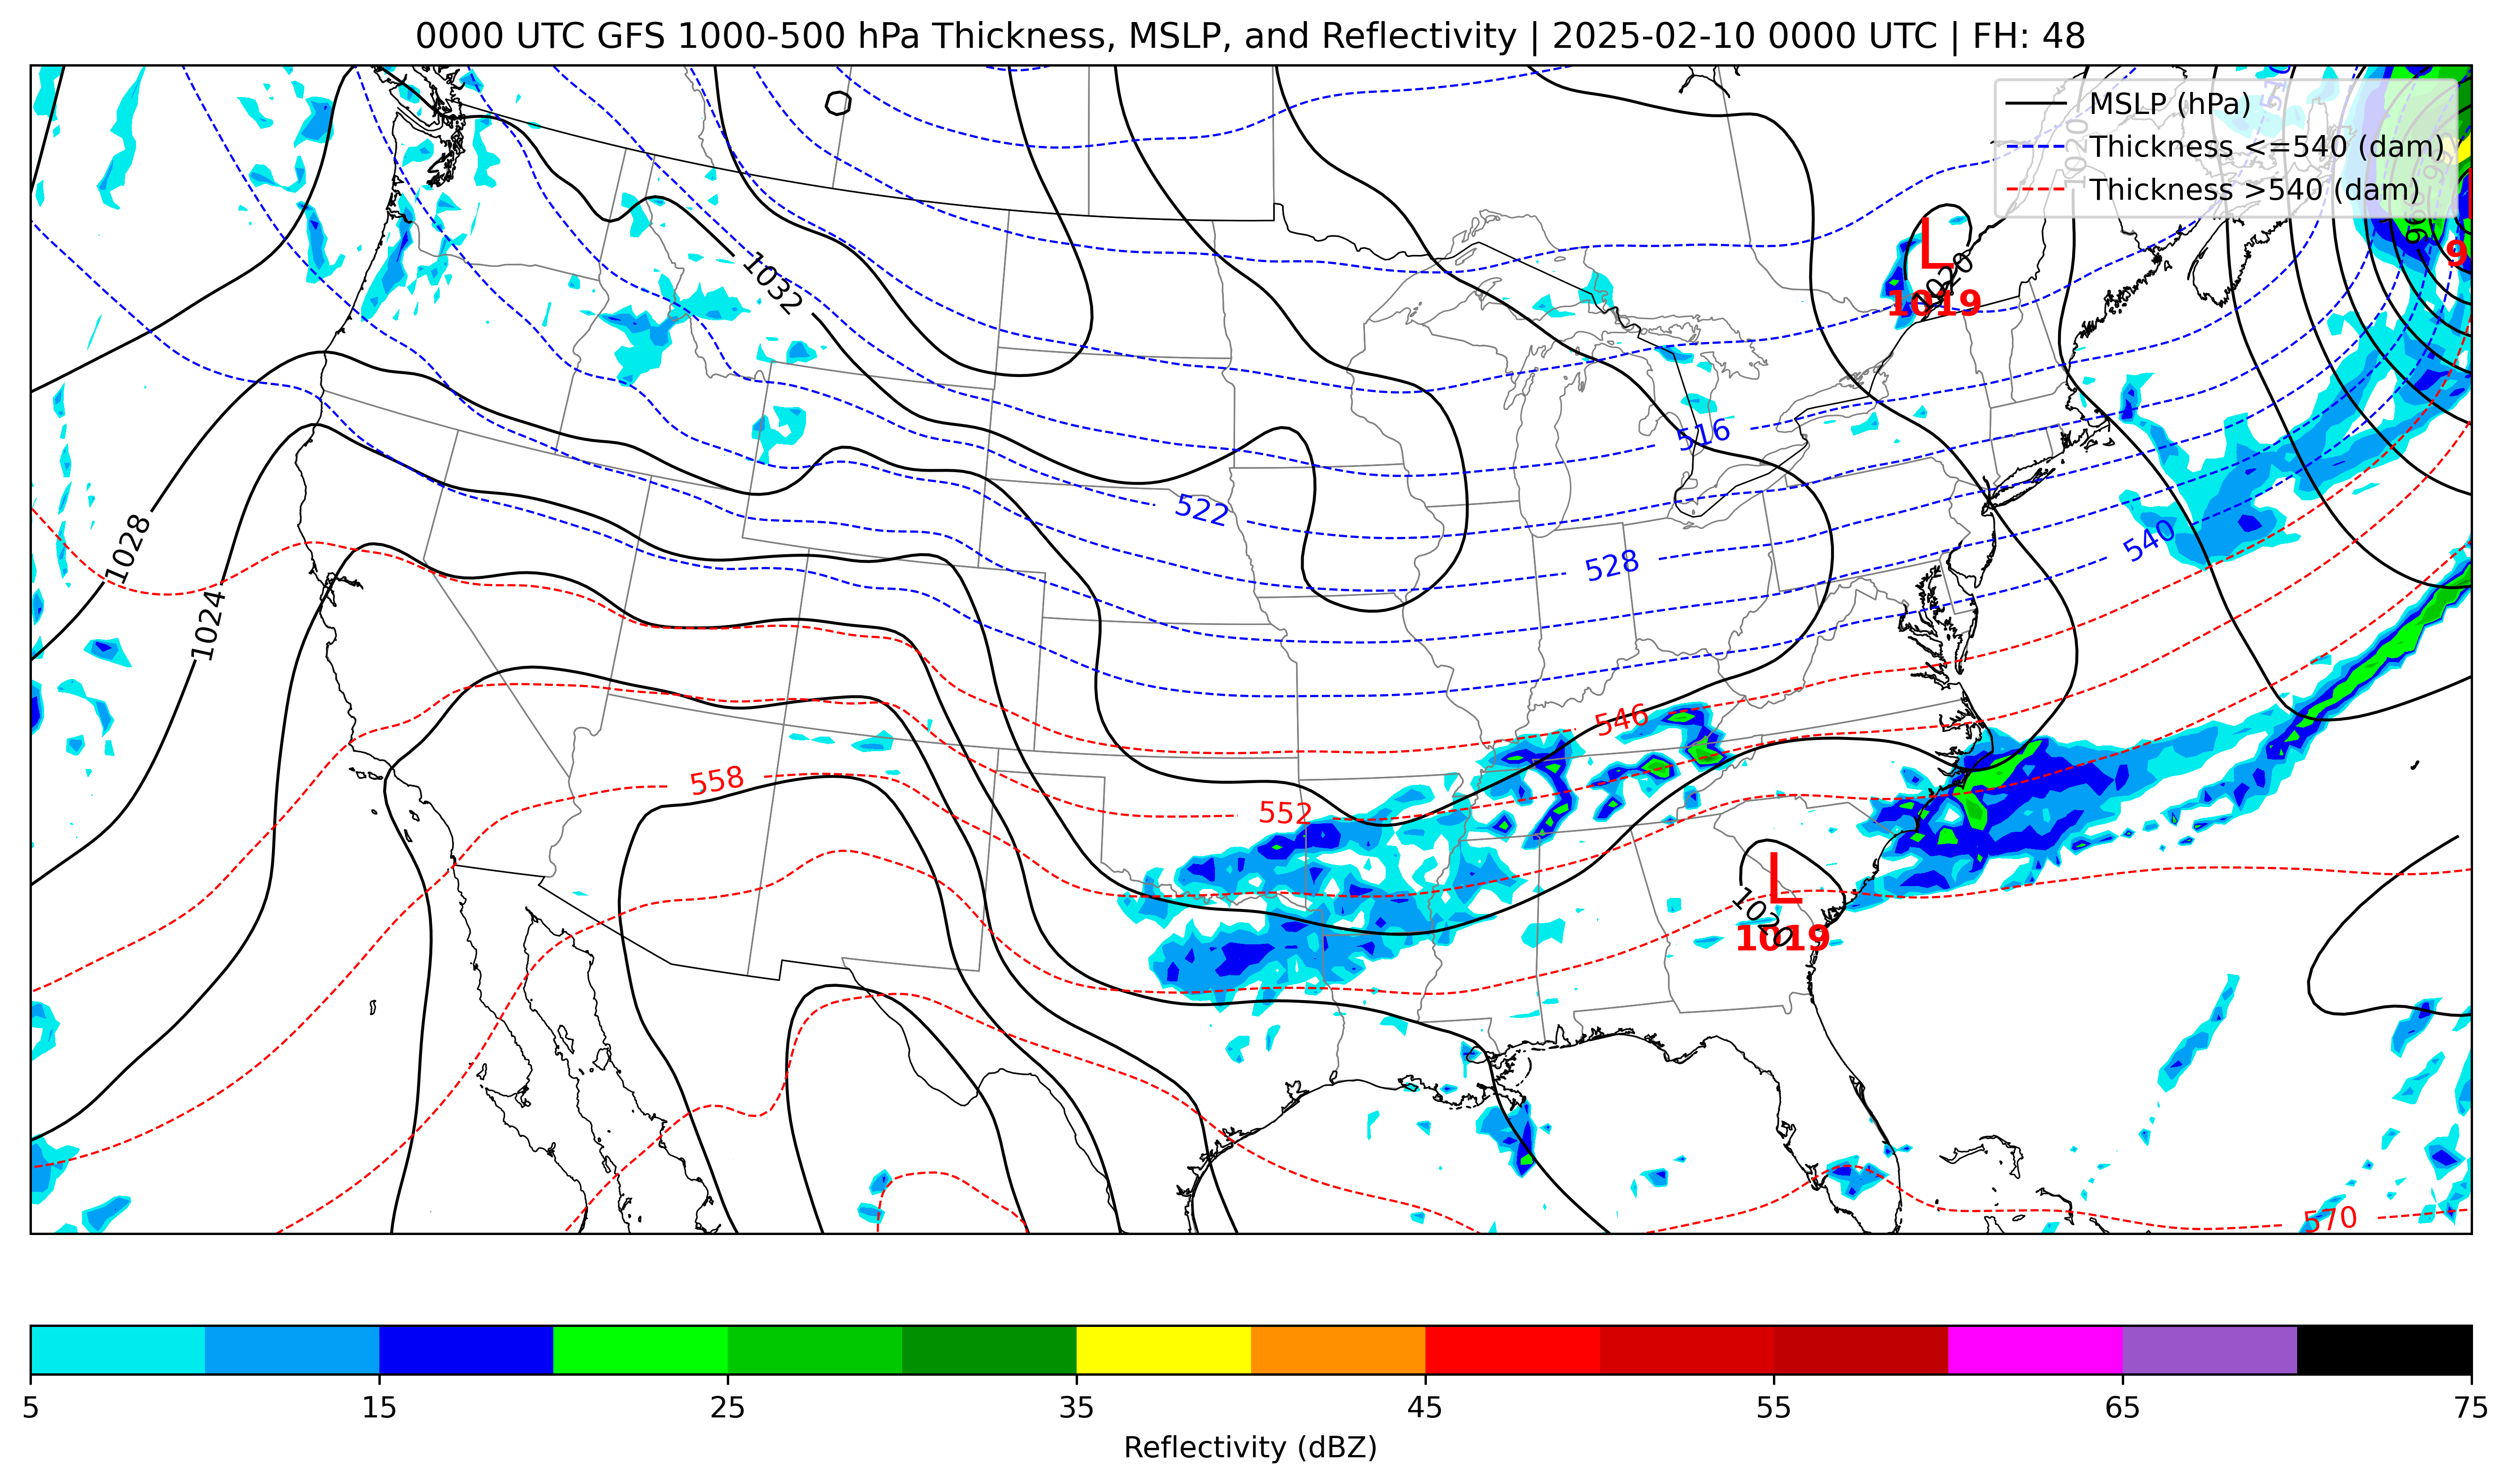 0000 UTC GFS 1000-500 hPa Thickness, MSLP, and Reflectivity | 2025-02-10 0000 UTC | FH: 48
MSLP (hPa)
Thickness <=540 (dam)
Thickness >540 (dam)
1020
L
1028
1019
9
1032
516
522
1028
540
528
1024
546
558
552
L
1020
1019
570
5 15 25 35 45 55 65 75
Reflectivity (dBZ)